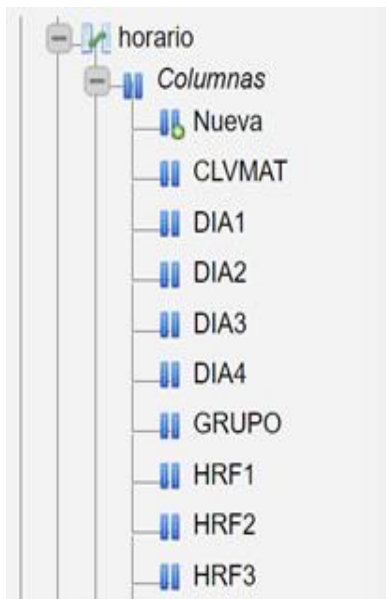 horario
Columnas
Nueva
CLVMAT
DIA1
DIA2
DIA3
DIA4
GRUPO
HRF1
HRF2
HRF3